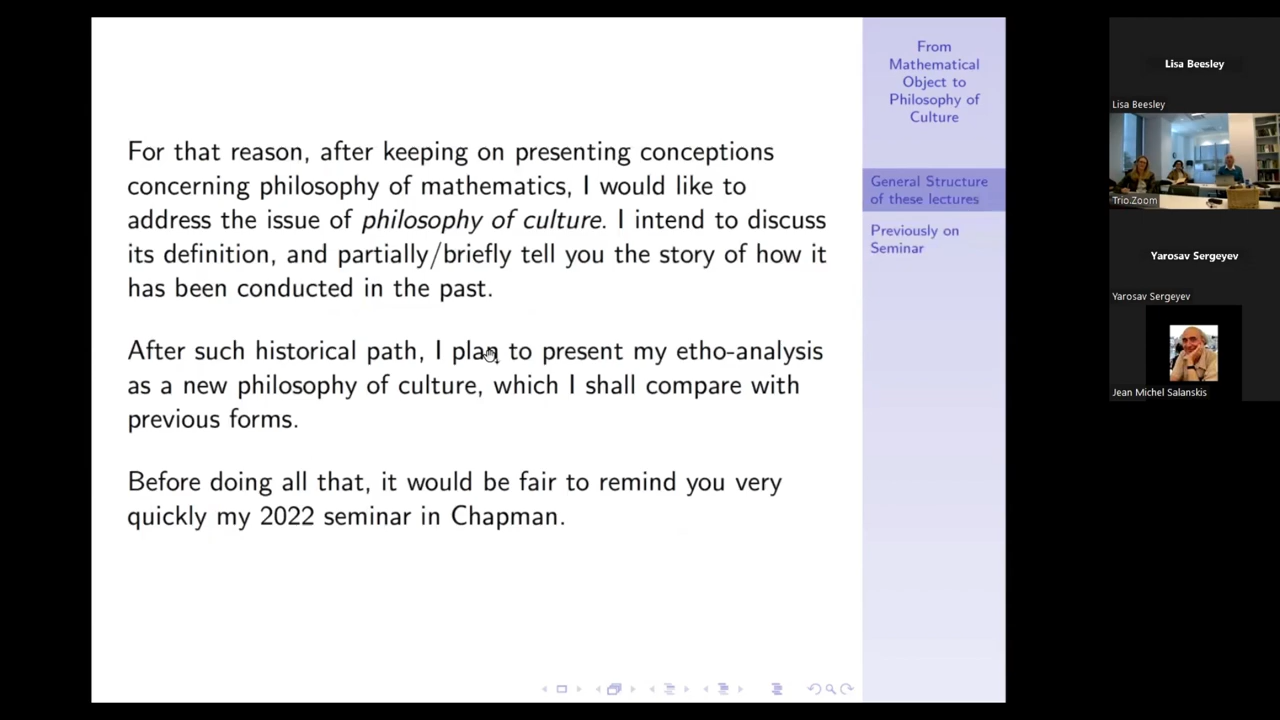 For that reason, after keeping on presenting conceptions
concerning philosophy of mathematics, I would like to
address the issue of philosophy of culture. I intend to discuss
its definition, and partially/briefly tell you the story of how it
has been conducted in the past.
After such historical path, I plan to present my etho-analysis
as a new philosophy of culture, which I shall compare with
previous forms.
Before doing all that, it would be fair to remind you very
quickly my 2022 seminar in Chapman.
From
Mathematical
Object to
Philosophy of
Culture
General Structure
of these lectures
Previously on
Seminar
Lisa Beesley
Lisa Beesley
Trio.Zoom
Yarosav Sergeyev
Yarosav Sergeyev
Jean Michel Salanskis